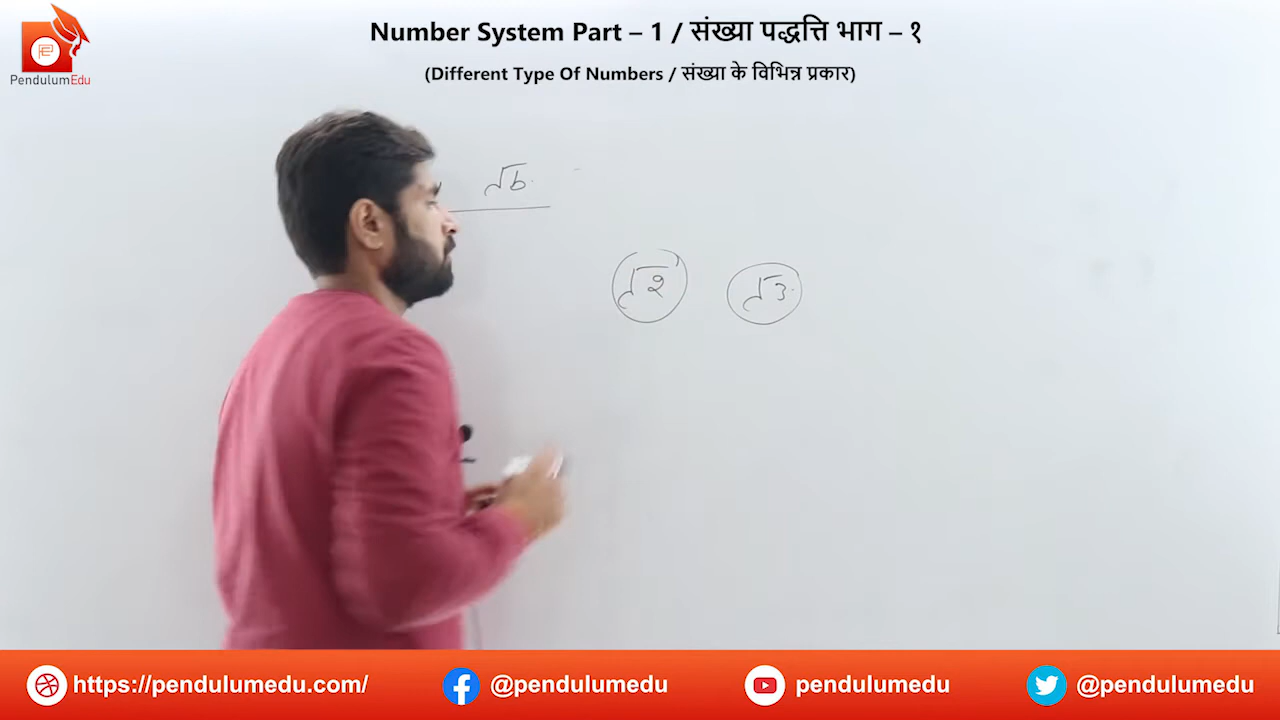 Number System Part – 1 / संख्या पद्धत्ति भाग – १
(Different Type Of Numbers / संख्या के विभिन्न प्रकार)
PendulumEdu
√b
√2 √3
https://pendulumedu.com/ @pendulumedu pendulumedu @pendulumedu